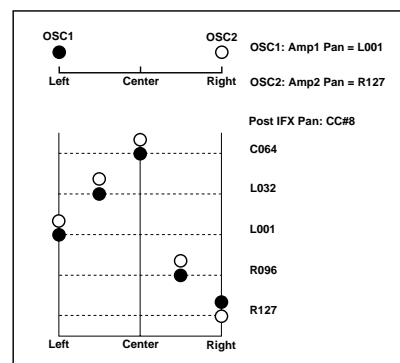 OSC1 OSC2
OSC1: Amp1 Pan = L001
Left Center Right
OSC2: Amp2 Pan = R127
Post IFX Pan: CC#8
C064
L032
L001
R096
R127
Left Center Right